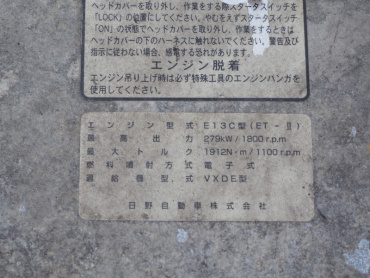 ヘッドカバーを取り外し、作業をする際スタータスイッチを
「LOCK」の位置にしてください。やむをえずスタータスイッチ
「ON」の状態でヘッドカバーを取り外し、作業をするときは
ヘッドカバーの下のハーネスに触れないでください。警告及び
指示に従わない場合、感電する恐れがあります。
エンジン脱着
エンジン吊り上げ時は必ず特殊工具のエンジンハンガを
使用してください。
エンジン型式 E13C型(ET-Ⅱ)
最高出力 279kW/1800r.p.m
最大トルク 1912N·m/1100r.p.m
燃料噴射方式 電子式
過給器型式 VXDE型
日野自動車株式会社